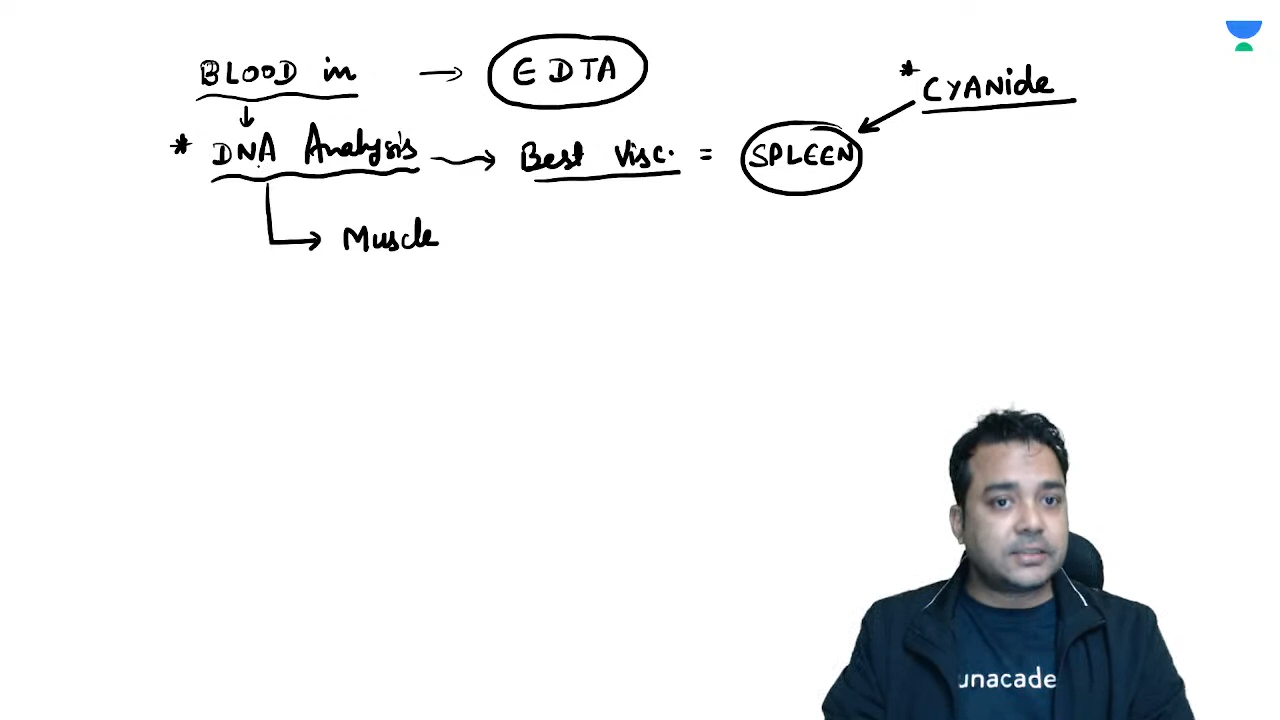 BLOOD in → EDTA
* CYANide
* DNA Analysis → Best Visc. = SPLEEN
Muscle
unacade